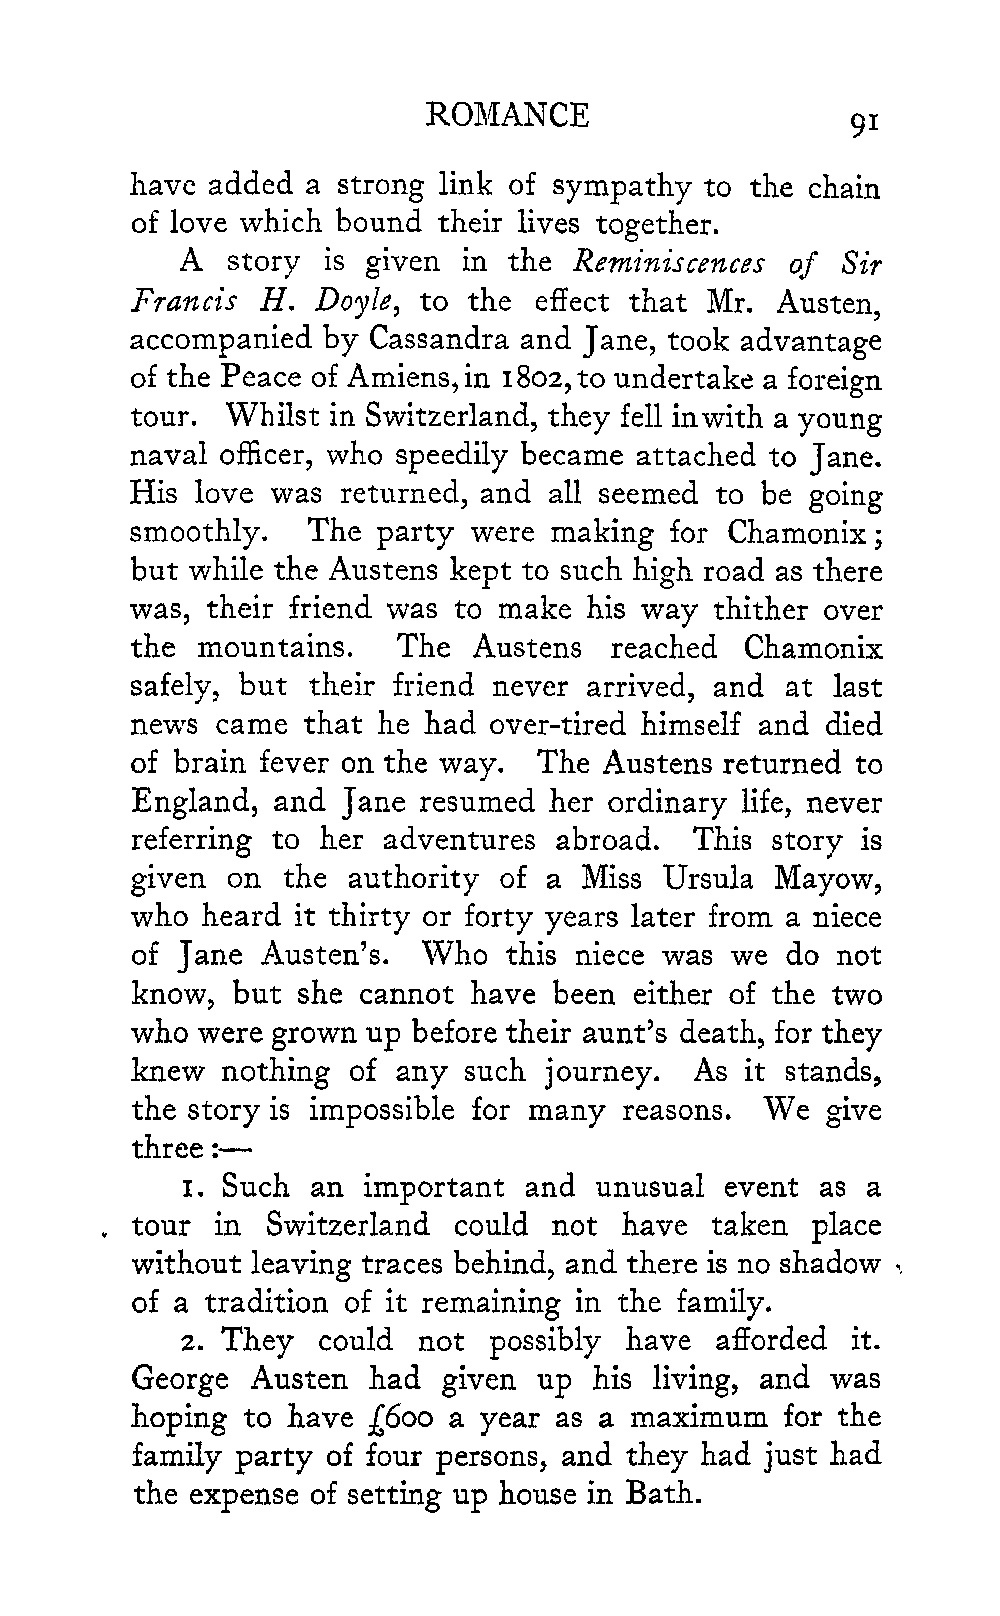 ROMANCE 91
have added a strong link of sympathy to the chain
of love which bound their lives together.
A story is given in the Reminiscences of Sir
Francis H. Doyle, to the effect that Mr. Austen,
accompanied by Cassandra and Jane, took advantage
of the Peace of Amiens, in 1802, to undertake a foreign
tour. Whilst in Switzerland, they fell in with a young
naval officer, who speedily became attached to Jane.
His love was returned, and all seemed to be going
smoothly. The party were making for Chamonix;
but while the Austens kept to such high road as there
was, their friend was to make his way thither over
the mountains. The Austens reached Chamonix
safely, but their friend never arrived, and at last
news came that he had over-tired himself and died
of brain fever on the way. The Austens returned to
England, and Jane resumed her ordinary life, never
referring to her adventures abroad. This story is
given on the authority of a Miss Ursula Mayow,
who heard it thirty or forty years later from a niece
of Jane Austen's. Who this niece was we do not
know, but she cannot have been either of the two
who were grown up before their aunt's death, for they
knew nothing of any such journey. As it stands,
the story is impossible for many reasons. We give
three:—
1. Such an important and unusual event as a
tour in Switzerland could not have taken place
without leaving traces behind, and there is no shadow
of a tradition of it remaining in the family.
2. They could not possibly have afforded it.
George Austen had given up his living, and was
hoping to have £600 a year as a maximum for the
family party of four persons, and they had just had
the expense of setting up house in Bath.